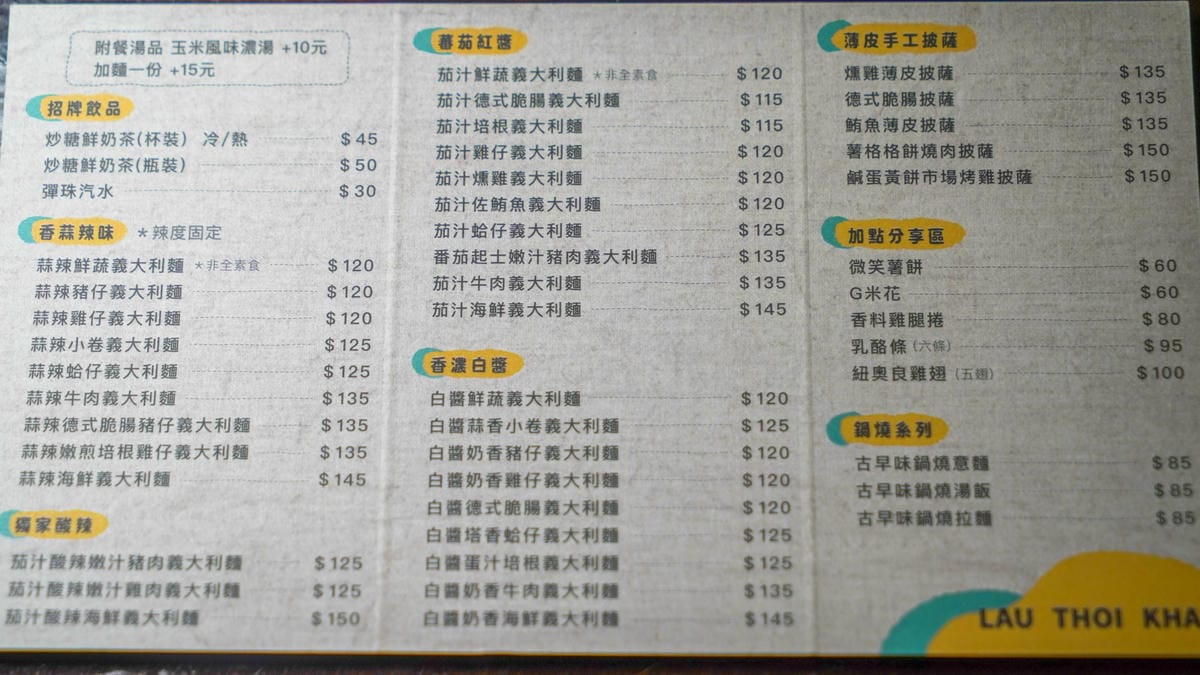 附餐湯品 玉米風味濃湯 +10元
加麵一份 +15元
招牌飲品
炒糖鮮奶茶(杯裝) 冷/熱 $45
炒糖鮮奶茶(瓶裝) $50
彈珠汽水 $30
香蒜辣味 *辣度固定
蒜辣鮮蔬義大利麵 *非全素食 $120
蒜辣豬仔義大利麵 $120
蒜辣雞仔義大利麵 $120
蒜辣小卷義大利麵 $125
蒜辣蛤仔義大利麵 $125
蒜辣牛肉義大利麵 $135
蒜辣德式脆腸豬仔義大利麵 $135
蒜辣嫩煎培根雞仔義大利麵 $135
蒜辣海鮮義大利麵 $145
獨家酸辣
茄汁酸辣嫩汁豬肉義大利麵 $125
茄汁酸辣嫩汁雞肉義大利麵 $125
茄汁酸辣海鮮義大利麵 $150
蕃茄紅醬
茄汁鮮蔬義大利麵 *非全素食 $120
茄汁德式脆腸義大利麵 $115
茄汁培根義大利麵 $115
茄汁雞仔義大利麵 $120
茄汁燻雞義大利麵 $120
茄汁佐鮪魚義大利麵 $120
茄汁蛤仔義大利麵 $125
番茄起士嫩汁豬肉義大利麵 $135
茄汁牛肉義大利麵 $135
茄汁海鮮義大利麵 $145
香濃白醬
白醬鮮蔬義大利麵 $120
白醬蒜香小卷義大利麵 $125
白醬奶香豬仔義大利麵 $120
白醬奶香雞仔義大利麵 $120
白醬德式脆腸義大利麵 $120
白醬塔香蛤仔義大利麵 $125
白醬蛋汁培根義大利麵 $125
白醬奶香牛肉義大利麵 $135
白醬奶香海鮮義大利麵 $145
薄皮手工披薩
燻雞薄皮披薩 $135
德式脆腸披薩 $135
鮪魚薄皮披薩 $135
薯格格餅燒肉披薩 $150
鹹蛋黃餅市場烤雞披薩 $150
加點分享區
微笑薯餅 $60
G米花 $60
香料雞腿捲 $80
乳酪條(六條) $95
紐奧良雞翅(五翅) $100
鍋燒系列
古早味鍋燒意麵 $85
古早味鍋燒湯飯 $85
古早味鍋燒拉麵 $85
LAU THOI KHA